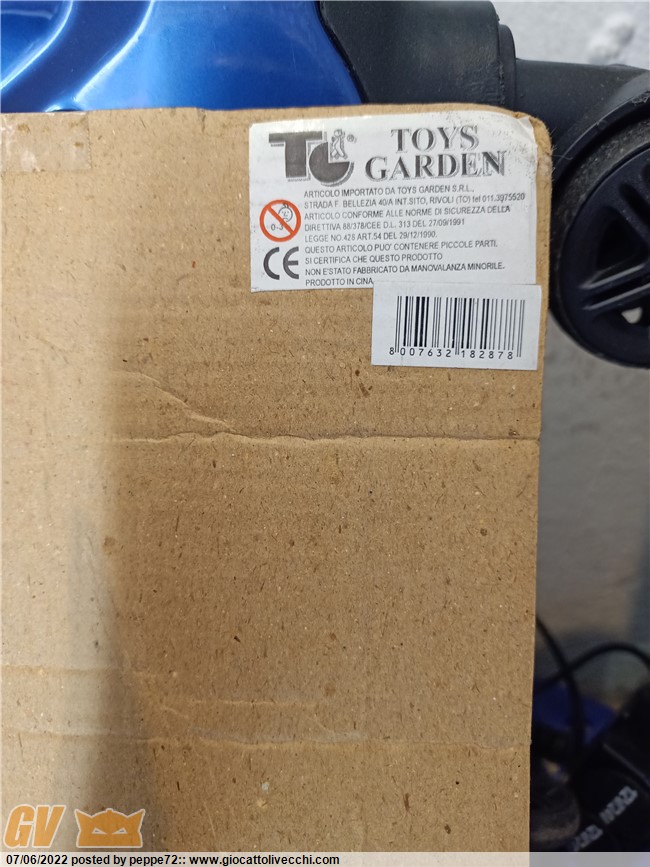 TG® TOYS
GARDEN
ARTICOLO IMPORTATO DA TOYS GARDEN S.R.L.,
STRADA F. BELLEZIA 40/A INT.SITO, RIVOLI (TO) tel 011.3975520
ARTICOLO CONFORME ALLE NORME DI SICUREZZA DELLA
0-3
DIRETTIVA 88/378/CEE D.L. 313 DEL 27/09/1991
LEGGE NO.428 ART.54 DEL 29/12/1990.
QUESTO ARTICOLO PUO' CONTENERE PICCOLE PARTI.
CE SI CERTIFICA CHE QUESTO PRODOTTO
NON E'STATO FABBRICATO DA MANOVALANZA MINORILE.
PRODOTTO IN CINA
8 007632 182878
GV
07/06/2022 posted by peppe72:: www.giocattolivecchi.com